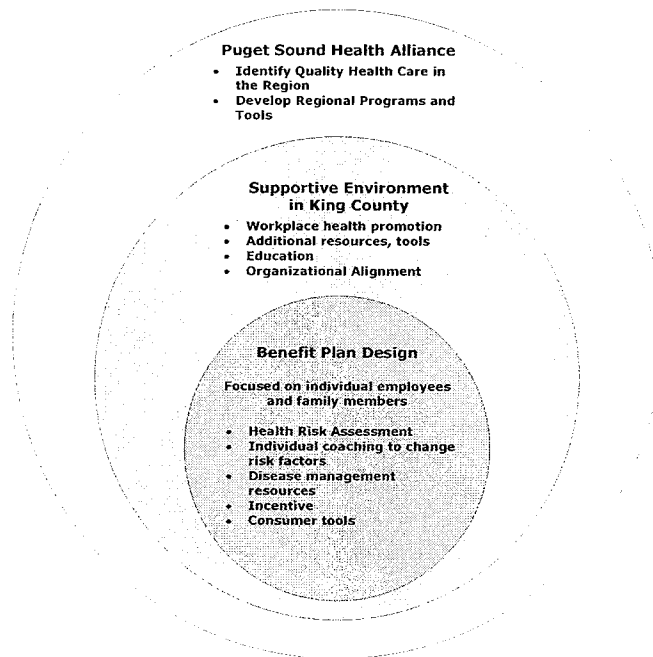 Puget Sound Health Alliance
• Identify Quality Health Care in
the Region
• Develop Regional Programs and
Tools
Supportive Environment
in King County
• Workplace health promotion
• Additional resources, tools
• Education
• Organizational Alignment
Benefit Plan Design
Focused on individual employees
and family members
• Health Risk Assessment
• Individual coaching to change
risk factors
• Disease management
resources
• Incentive
• Consumer tools